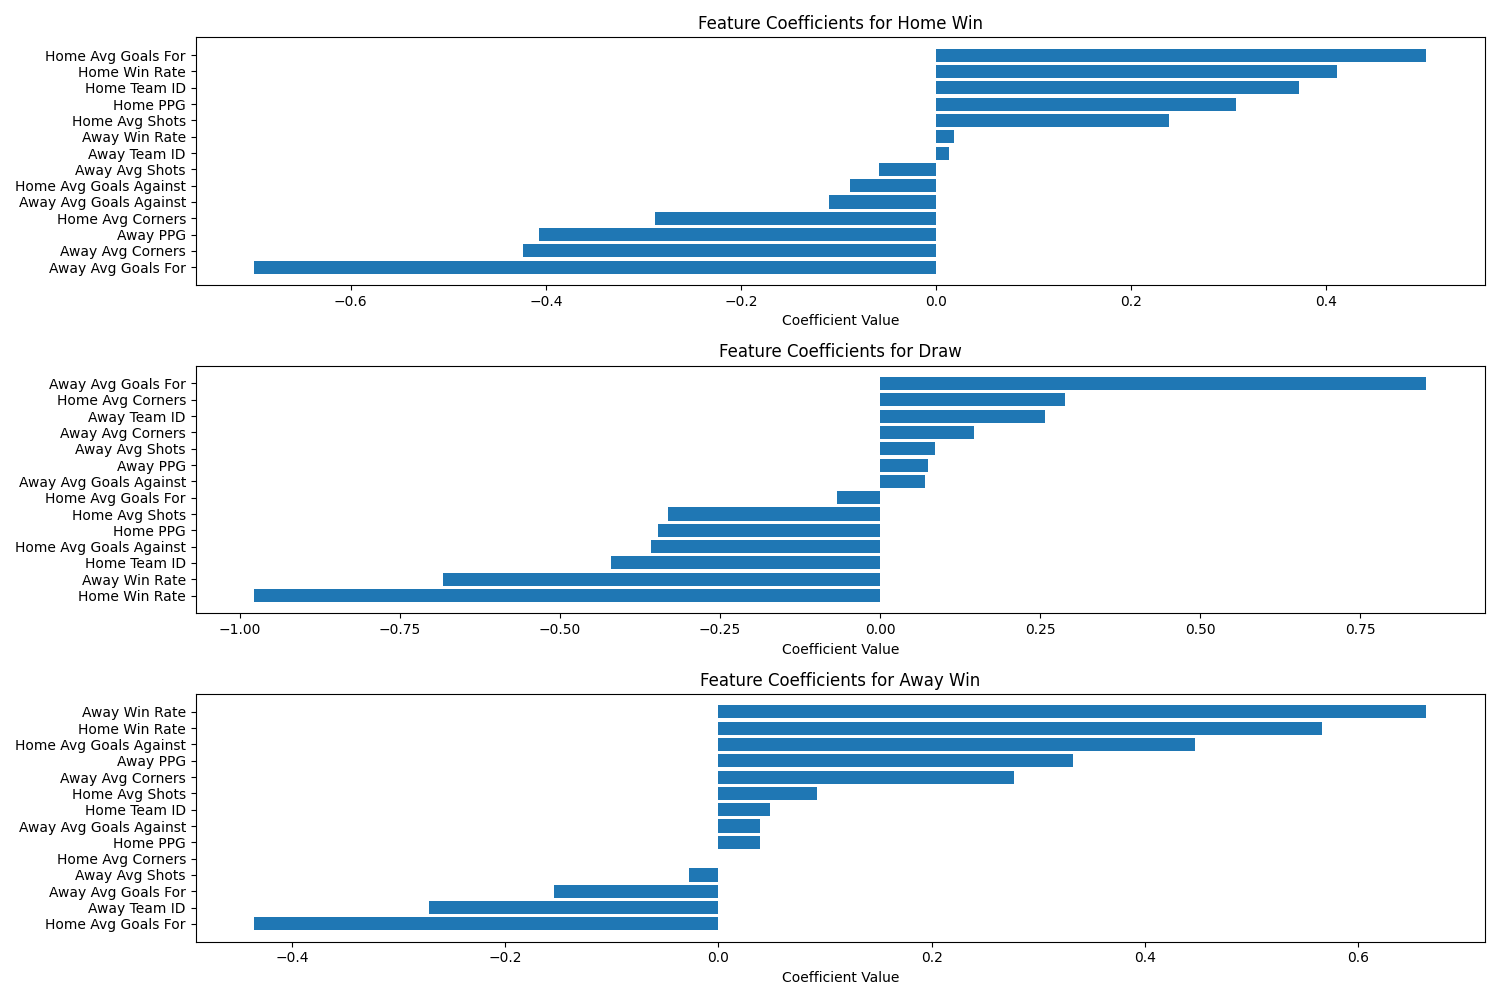 Feature Coefficients for Home Win
Home Avg Goals For
Home Win Rate
Home Team ID
Home PPG
Home Avg Shots
Away Win Rate
Away Team ID
Away Avg Shots
Home Avg Goals Against
Away Avg Goals Against
Home Avg Corners
Away PPG
Away Avg Corners
Away Avg Goals For
−0.6 −0.4 −0.2 0.0 0.2 0.4
Coefficient Value
Feature Coefficients for Draw
Away Avg Goals For
Home Avg Corners
Away Team ID
Away Avg Corners
Away Avg Shots
Away PPG
Away Avg Goals Against
Home Avg Goals For
Home Avg Shots
Home PPG
Home Avg Goals Against
Home Team ID
Away Win Rate
Home Win Rate
−1.00 −0.75 −0.50 −0.25 0.00 0.25 0.50 0.75
Coefficient Value
Feature Coefficients for Away Win
Away Win Rate
Home Win Rate
Home Avg Goals Against
Away PPG
Away Avg Corners
Home Avg Shots
Home Team ID
Away Avg Goals Against
Home PPG
Home Avg Corners
Away Avg Shots
Away Avg Goals For
Away Team ID
Home Avg Goals For
−0.4 −0.2 0.0 0.2 0.4 0.6
Coefficient Value